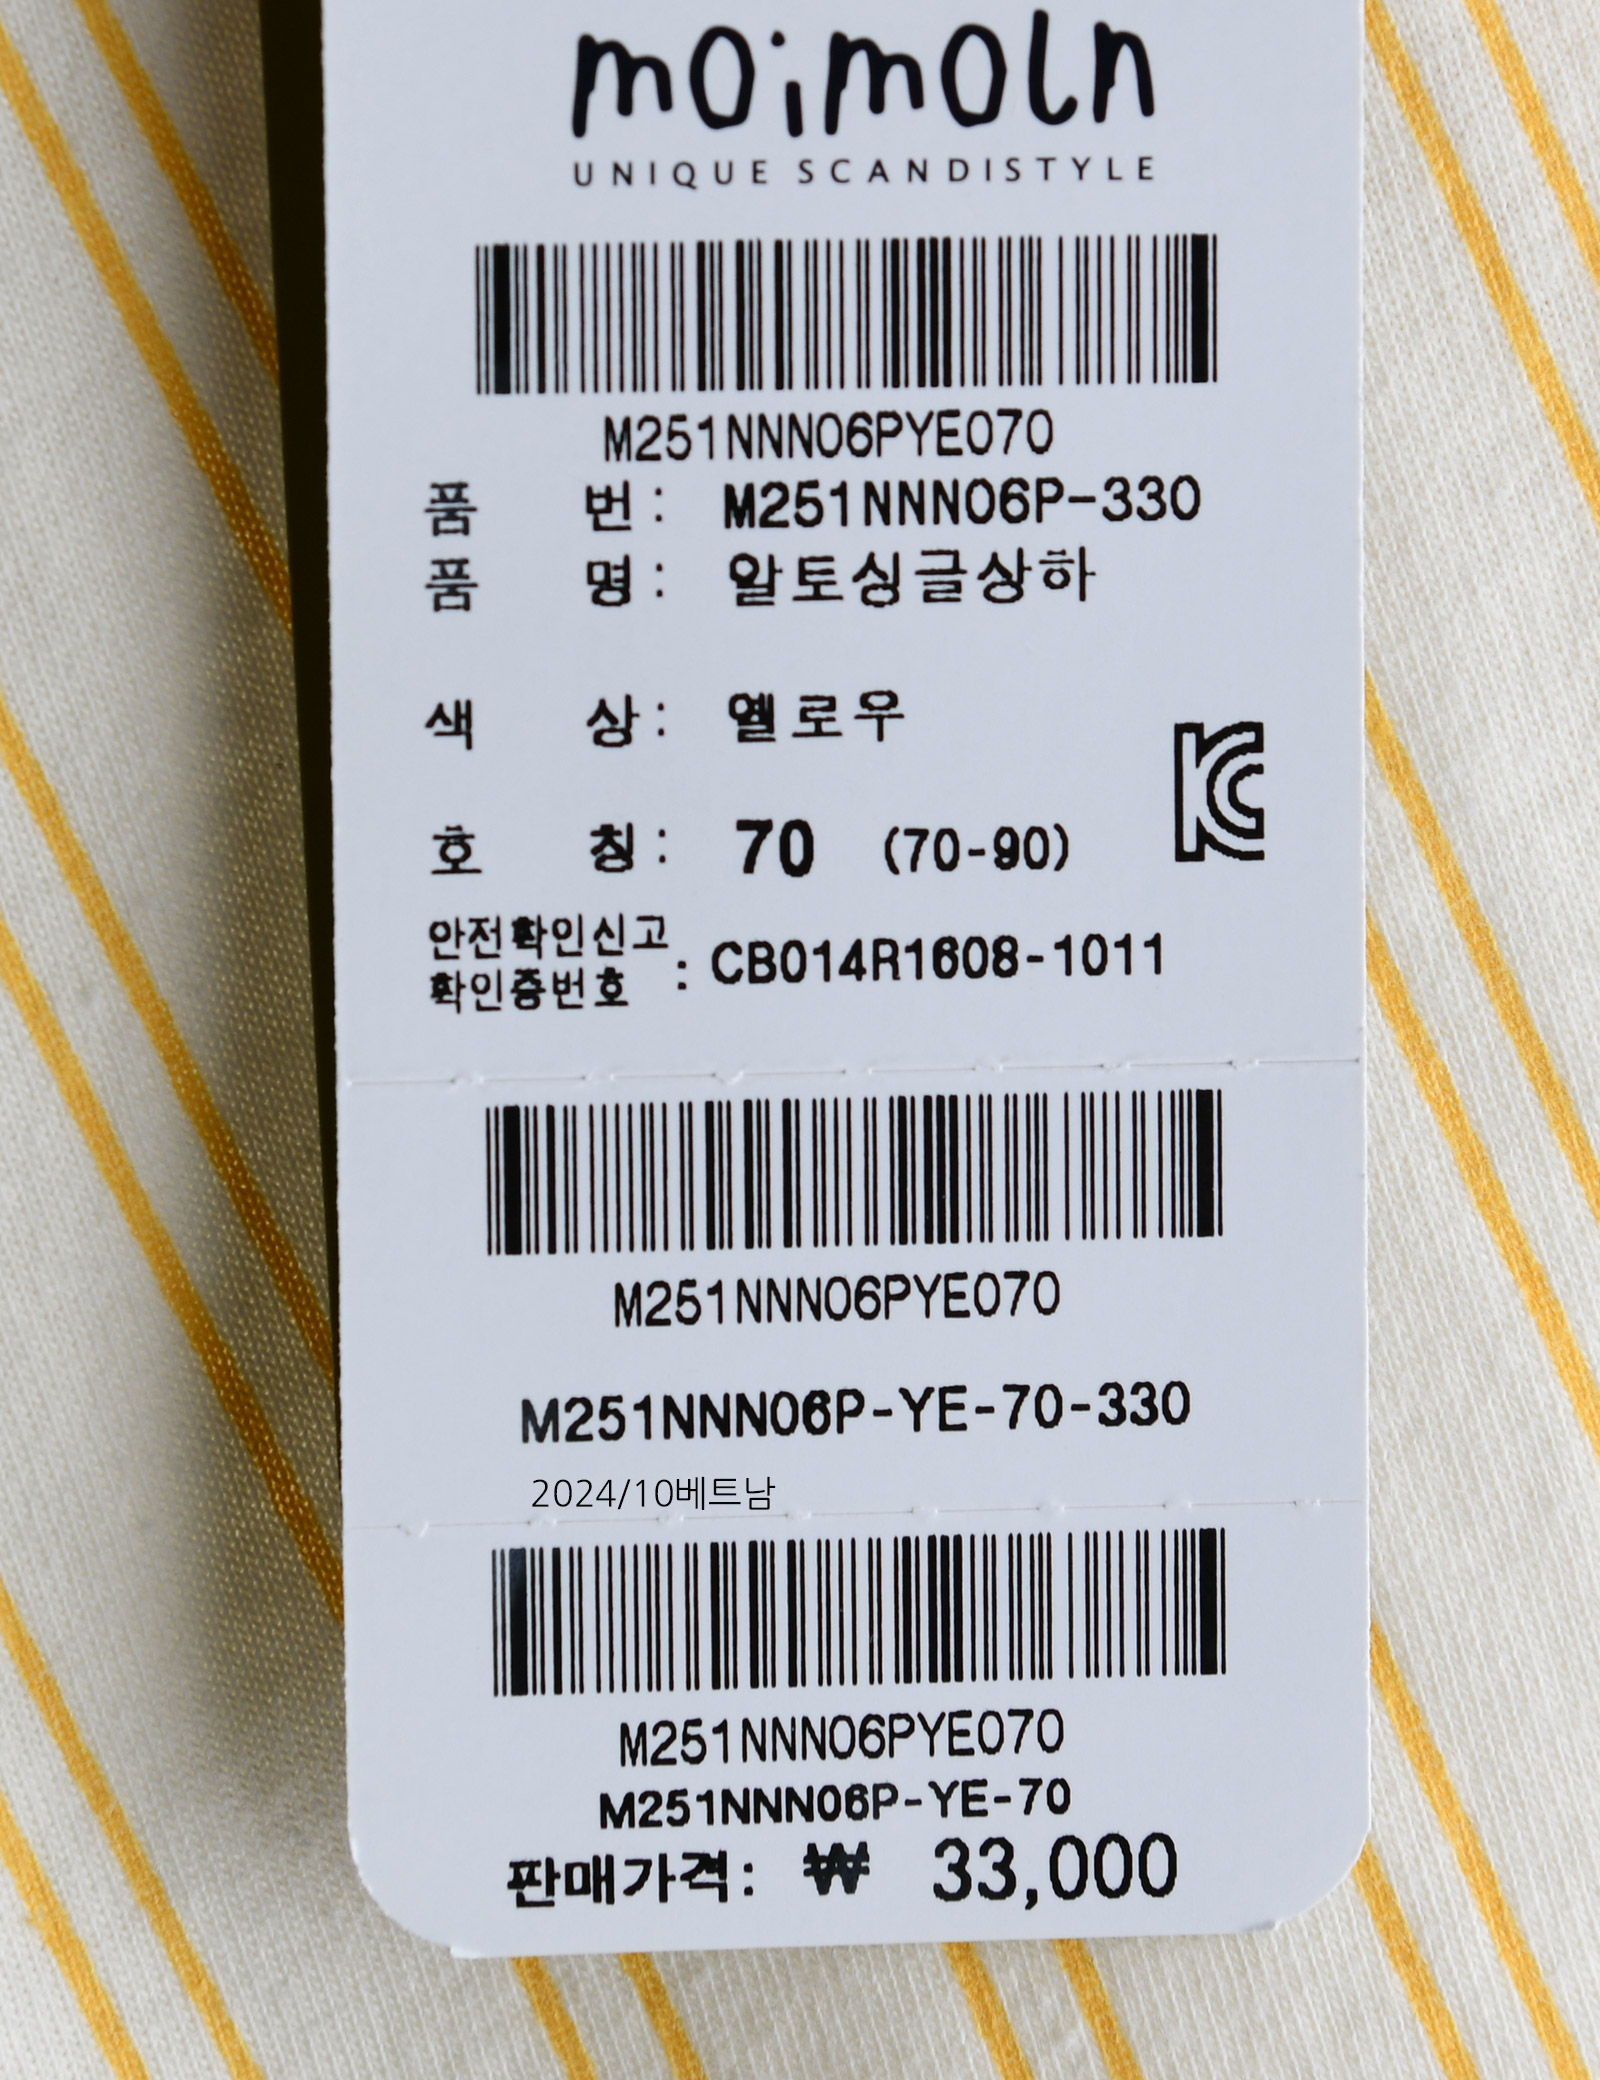 moimoln
UNIQUE SCANDISTYLE
M251NNN06PYE070
품 번 : M251NNN06P-330
품 명 : 알토싱글상하
색 상 : 옐로우
호 칭 : 70 (70-90)
안전확인신고
확인증번호 : CB014R1608-1011
M251NNN06PYE070
M251NNN06P-YE-70-330
2024/10베트남
M251NNN06PYE070
M251NNN06P-YE-70
판매가격: ₩ 33,000